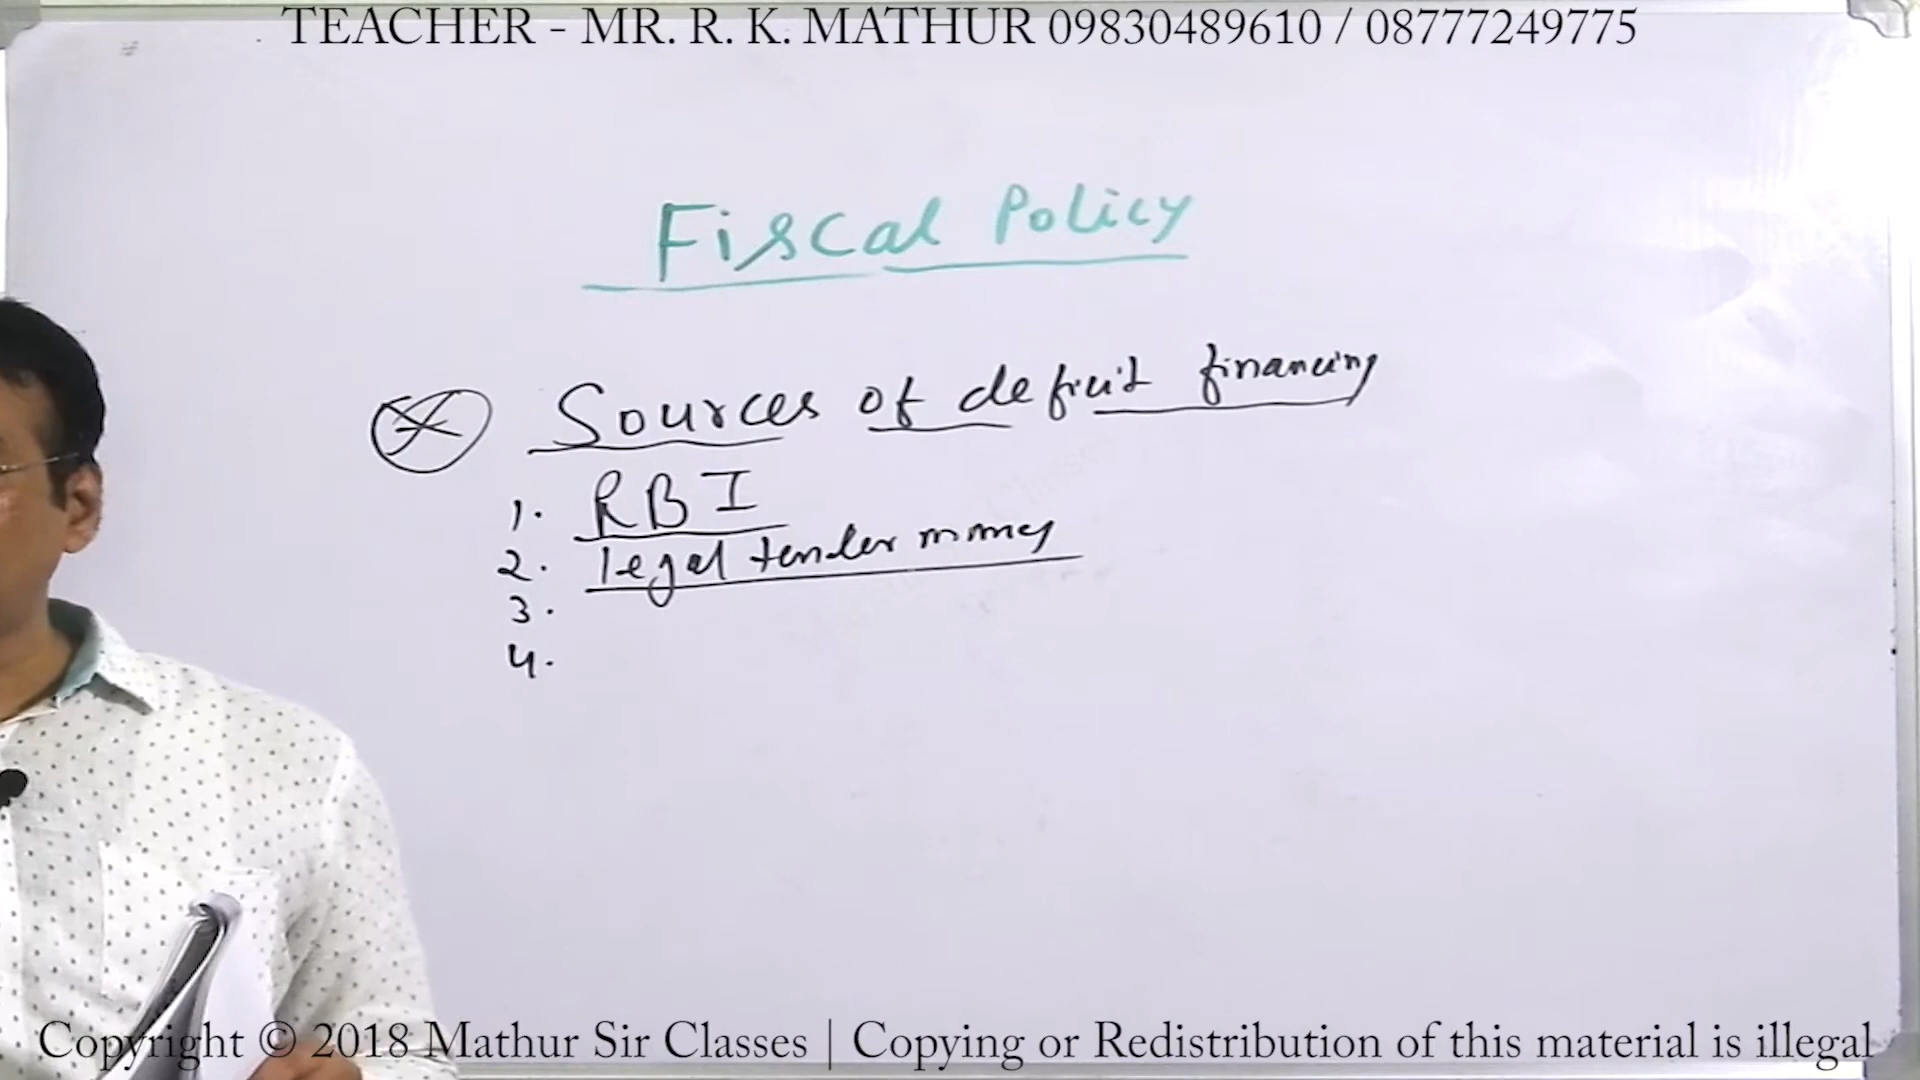 TEACHER - MR. R. K. MATHUR 09830489610 / 08777249775
Fiscal Policy
Sources of deficit financing
1. RBI
2. legal tender money
3.
4.
Copyright © 2018 Mathur Sir Classes | Copying or Redistribution of this material is illegal